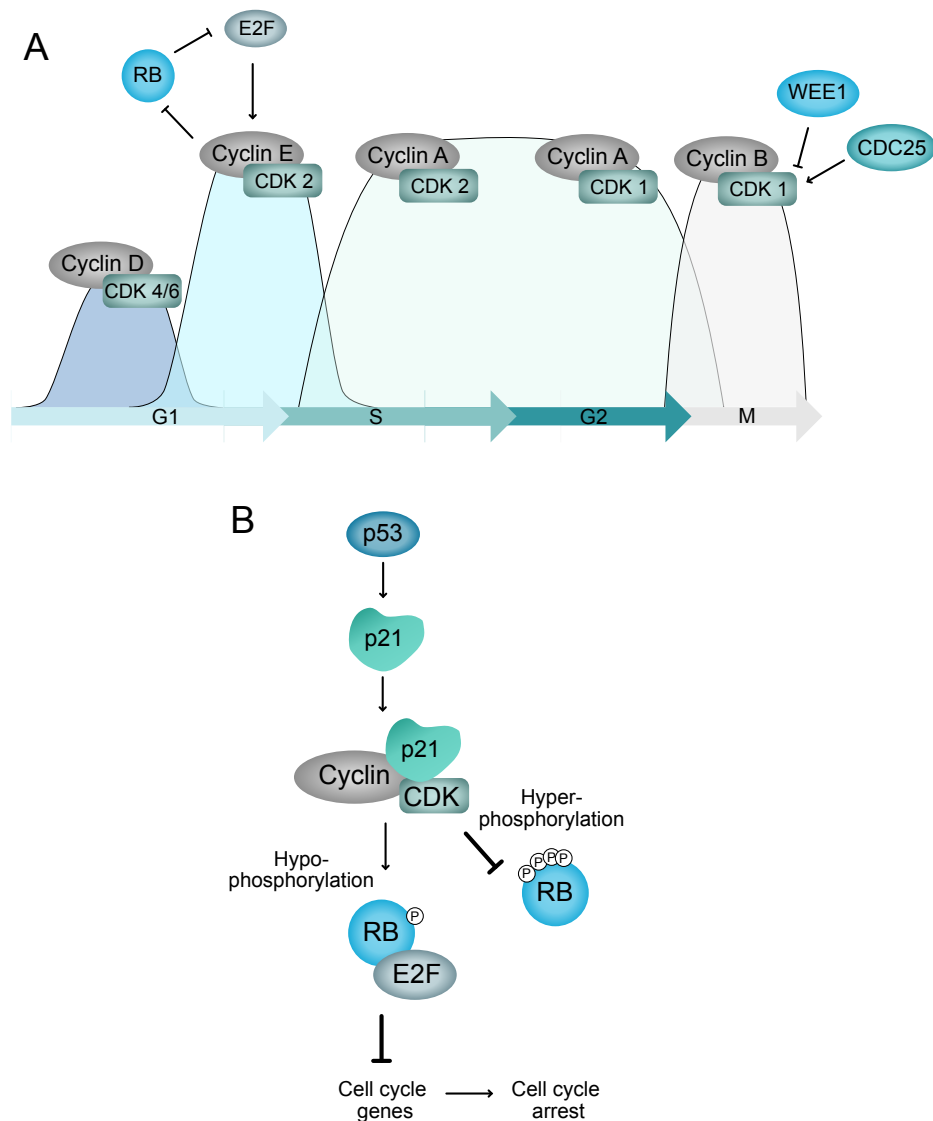 A
E2F
RB
WEE1
CDC25
Cyclin E
CDK 2
Cyclin A
CDK 2
Cyclin A
CDK 1
Cyclin B
CDK 1
Cyclin D
CDK 4/6
G1
S
G2
M
B
p53
p21
p21
Cyclin
CDK
Hyper-
phosphorylation
P P P P
RB
Hypo-
phosphorylation
P
RB
E2F
Cell cycle
genes
Cell cycle
arrest